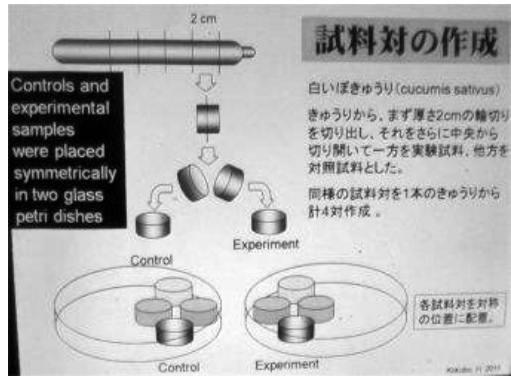 2 cm
試料対の作成
Controls and
experimental
samples
were placed
symmetrically
in two glass
petri dishes
白いぼきゅうり(cucumis sativus)
きゅうりから、まず厚さ2cmの輪切り
を切り出し、それをさらに中央から
切り開いて一方を実験試料、他方を
対照試料とした。
同様の試料対を1本のきゅうりから
計4対作成。
Control
Experiment
各試料対を対称
の位置に配置。
Control
Experiment
Kokubo H 2011